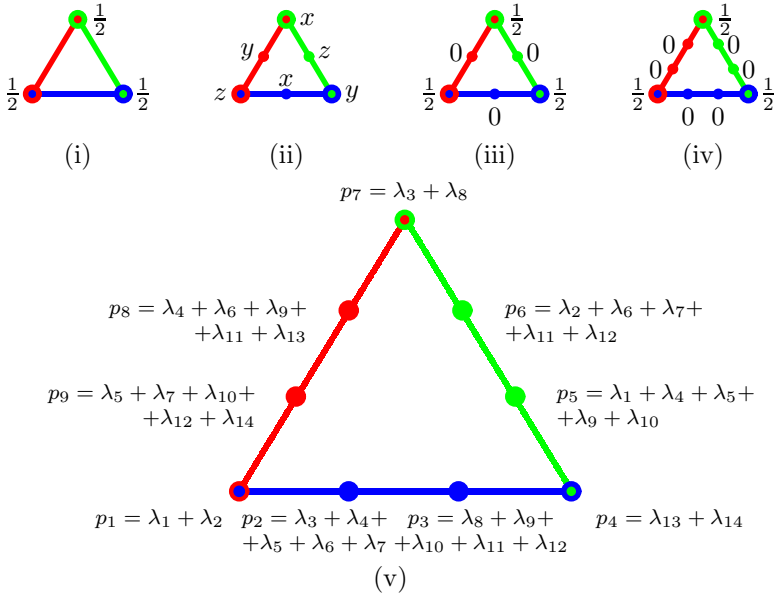 1/2
1/2 1/2
(i)
x
y z
z x y
(ii)
1/2
0 0
1/2 1/2
0
(iii)
1/2
0 0
0 0
1/2 1/2
0 0
(iv)
p₇ = λ₃ + λ₈
p₈ = λ₄ + λ₆ + λ₉+
+λ₁₁ + λ₁₃
p₆ = λ₂ + λ₆ + λ₇+
+λ₁₁ + λ₁₂
p₉ = λ₅ + λ₇ + λ₁₀+
+λ₁₂ + λ₁₄
p₅ = λ₁ + λ₄ + λ₅+
+λ₉ + λ₁₀
p₁ = λ₁ + λ₂
p₂ = λ₃ + λ₄+
+λ₅ + λ₆ + λ₇
p₃ = λ₈ + λ₉+
+λ₁₀ + λ₁₁ + λ₁₂
p₄ = λ₁₃ + λ₁₄
(v)